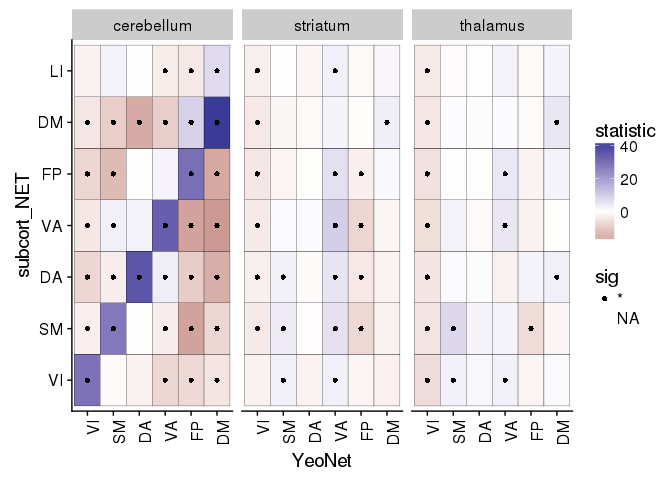 cerebellum
striatum
thalamus
subcort_NET
LI
DM
FP
VA
DA
SM
VI
VI SM DA VA FP DM
VI SM DA VA FP DM
VI SM DA VA FP DM
YeoNet
statistic
40
20
0
sig
*
NA